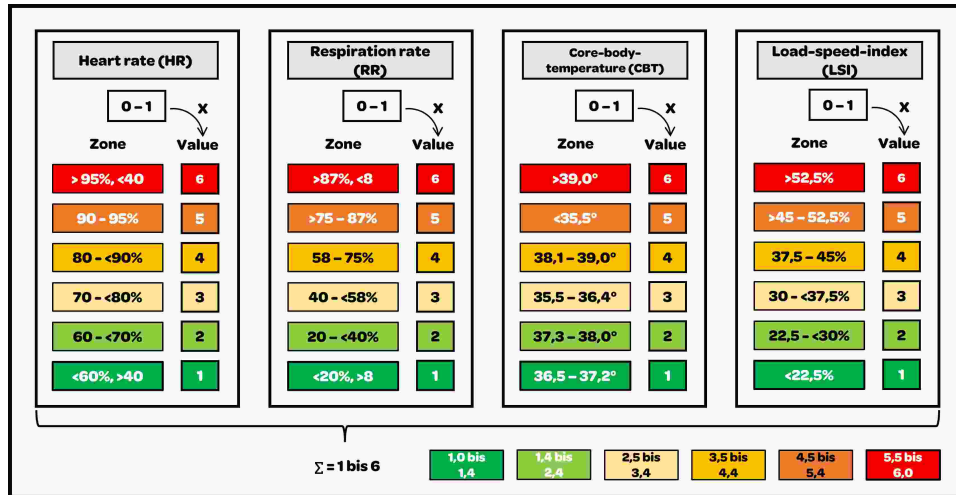 Heart rate (HR)
0 – 1
X
Zone Value
> 95%, <40 6
90 – 95% 5
80 – <90% 4
70 – <80% 3
60 – <70% 2
<60%, >40 1
Respiration rate
(RR)
0 – 1
X
Zone Value
>87%, <8 6
>75 – 87% 5
58 – 75% 4
40 – <58% 3
20 – <40% 2
<20%, >8 1
Core-body-
temperature (CBT)
0 – 1
X
Zone Value
>39,0° 6
<35,5° 5
38,1 – 39,0° 4
35,5 – 36,4° 3
37,3 – 38,0° 2
36,5 – 37,2° 1
Load-speed-index
(LSI)
0 – 1
X
Zone Value
>52,5% 6
>45 – 52,5% 5
37,5 – 45% 4
30 – <37,5% 3
22,5 – <30% 2
<22,5% 1
∑ = 1 bis 6
1,0 bis
1,4
1,4 bis
2,4
2,5 bis
3,4
3,5 bis
4,4
4,5 bis
5,4
5,5 bis
6,0